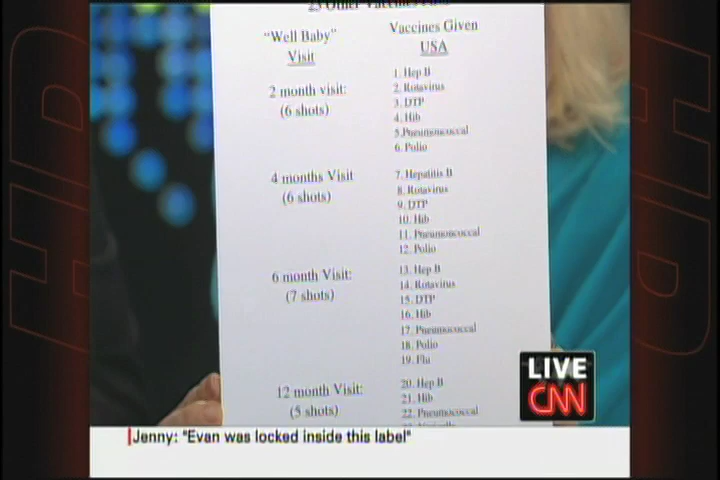 25 Other Vaccines
"Well Baby"
Visit
Vaccines Given
USA
2 month visit:
(6 shots)
1. Hep B
2. Rotavirus
3. DTP
4. Hib
5.Pneumococcal
6. Polio
4 months Visit
(6 shots)
7. Hepatitis B
8. Rotavirus
9. DTP
10. Hib
11. Pneumococcal
12. Polio
6 month Visit:
(7 shots)
13. Hep B
14. Rotavirus
15. DTP
16. Hib
17. Pneumococcal
18. Polio
19. Flu
12 month Visit:
(5 shots)
20. Hep B
21. Hib
22. Pneumococcal
LIVE
CNN
Jenny: "Evan was locked inside this label"
HD
HD